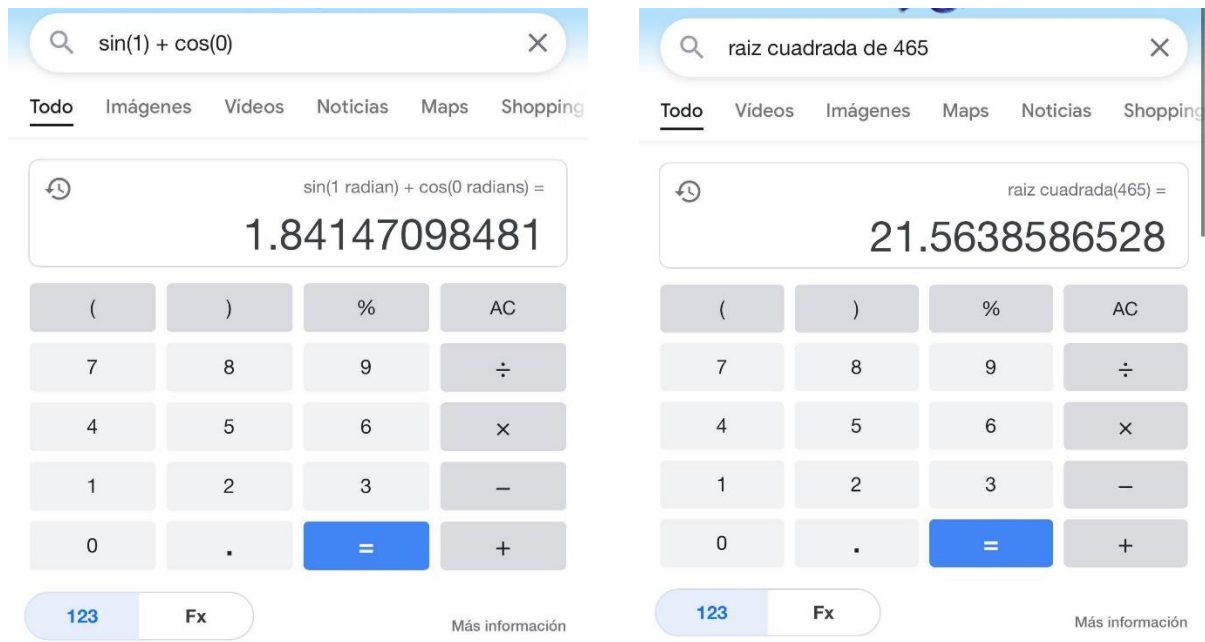 sin(1) + cos(0)
Todo Imágenes Vídeos Noticias Maps Shopping
sin(1 radian) + cos(0 radians) =
1.84147098481
( ) % AC
7 8 9 ÷
4 5 6 ×
1 2 3 −
0 . = +
123 Fx
Más información
raiz cuadrada de 465
Todo Vídeos Imágenes Maps Noticias Shopping
raiz cuadrada(465) =
21.5638586528
( ) % AC
7 8 9 ÷
4 5 6 ×
1 2 3 −
0 . = +
123 Fx
Más información